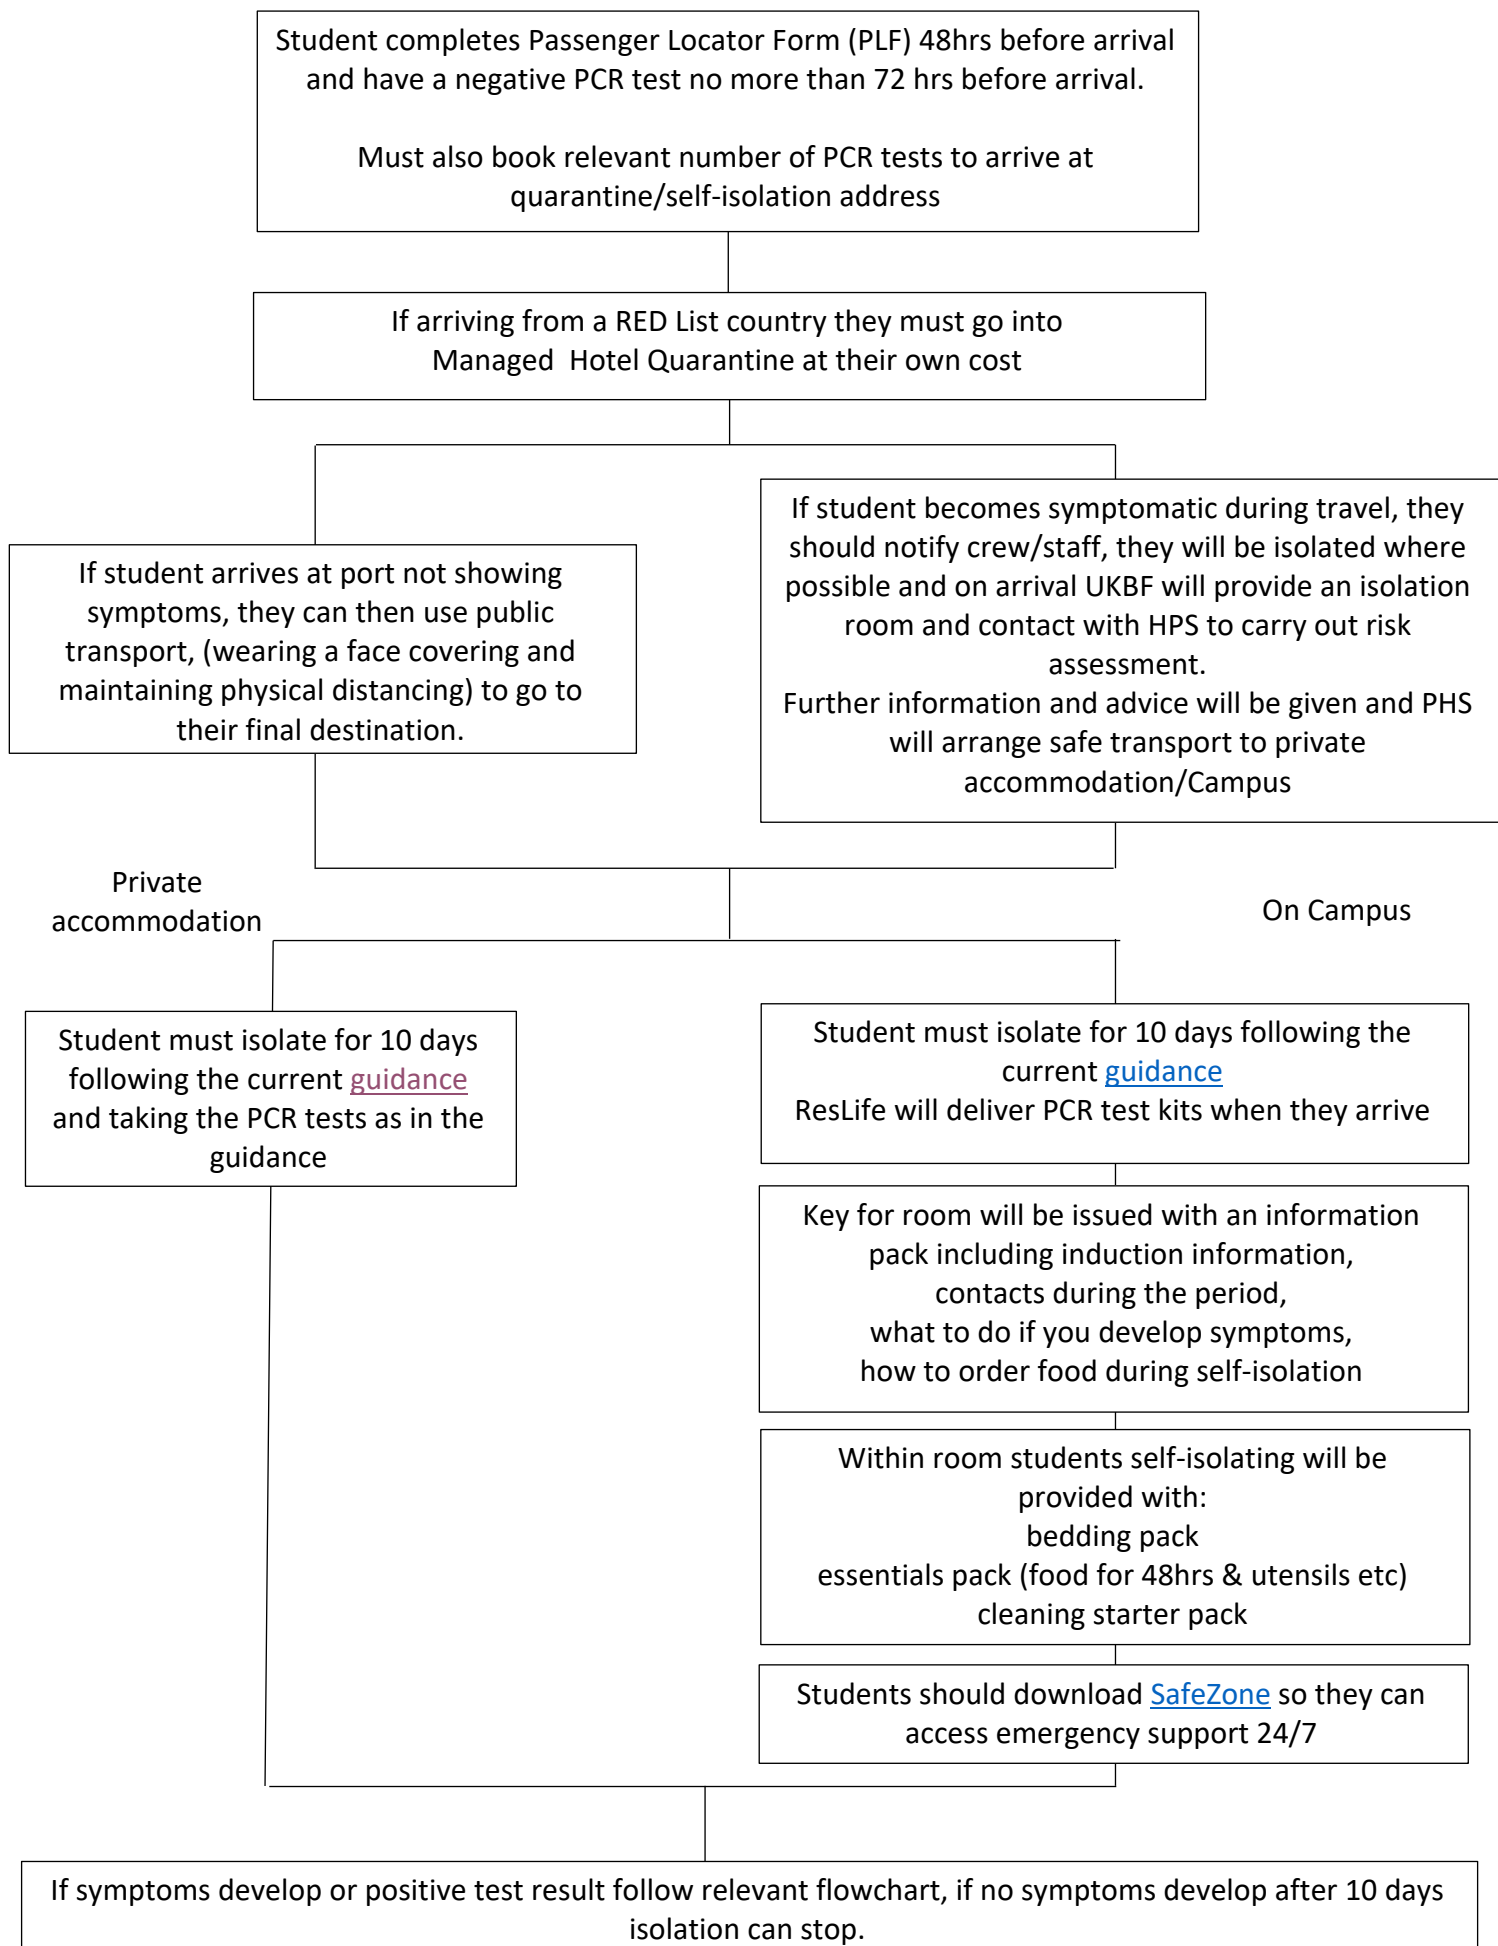 Student completes Passenger Locator Form (PLF) 48hrs before arrival
and have a negative PCR test no more than 72 hrs before arrival.
Must also book relevant number of PCR tests to arrive at
quarantine/self-isolation address
If arriving from a RED List country they must go into
Managed  Hotel Quarantine at their own cost
If student arrives at port not showing
symptoms, they can then use public
transport, (wearing a face covering and
maintaining physical distancing) to go to
their final destination.
If student becomes symptomatic during travel, they
should notify crew/staff, they will be isolated where
possible and on arrival UKBF will provide an isolation
room and contact with HPS to carry out risk
assessment.
Further information and advice will be given and PHS
will arrange safe transport to private
accommodation/Campus
Private
accommodation
On Campus
Student must isolate for 10 days
following the current guidance
and taking the PCR tests as in the
guidance
Student must isolate for 10 days following the
current guidance
ResLife will deliver PCR test kits when they arrive
Key for room will be issued with an information
pack including induction information,
contacts during the period,
what to do if you develop symptoms,
how to order food during self-isolation
Within room students self-isolating will be
provided with:
bedding pack
essentials pack (food for 48hrs & utensils etc)
cleaning starter pack
Students should download SafeZone so they can
access emergency support 24/7
If symptoms develop or positive test result follow relevant flowchart, if no symptoms develop after 10 days
isolation can stop.